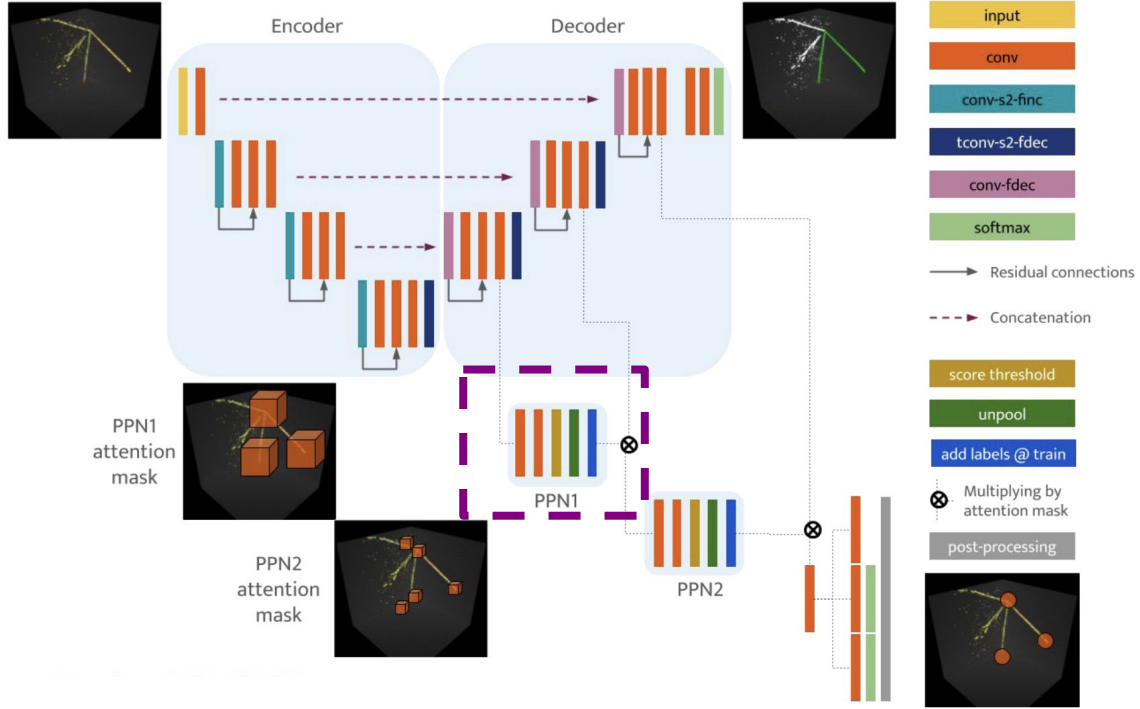 Encoder
Decoder
input
conv
conv-s2-finc
tconv-s2-fdec
conv-fdec
softmax
Residual connections
Concatenation
score threshold
unpool
add labels @ train
Multiplying by
attention mask
post-processing
PPN1
attention
mask
PPN1
PPN2
attention
mask
PPN2